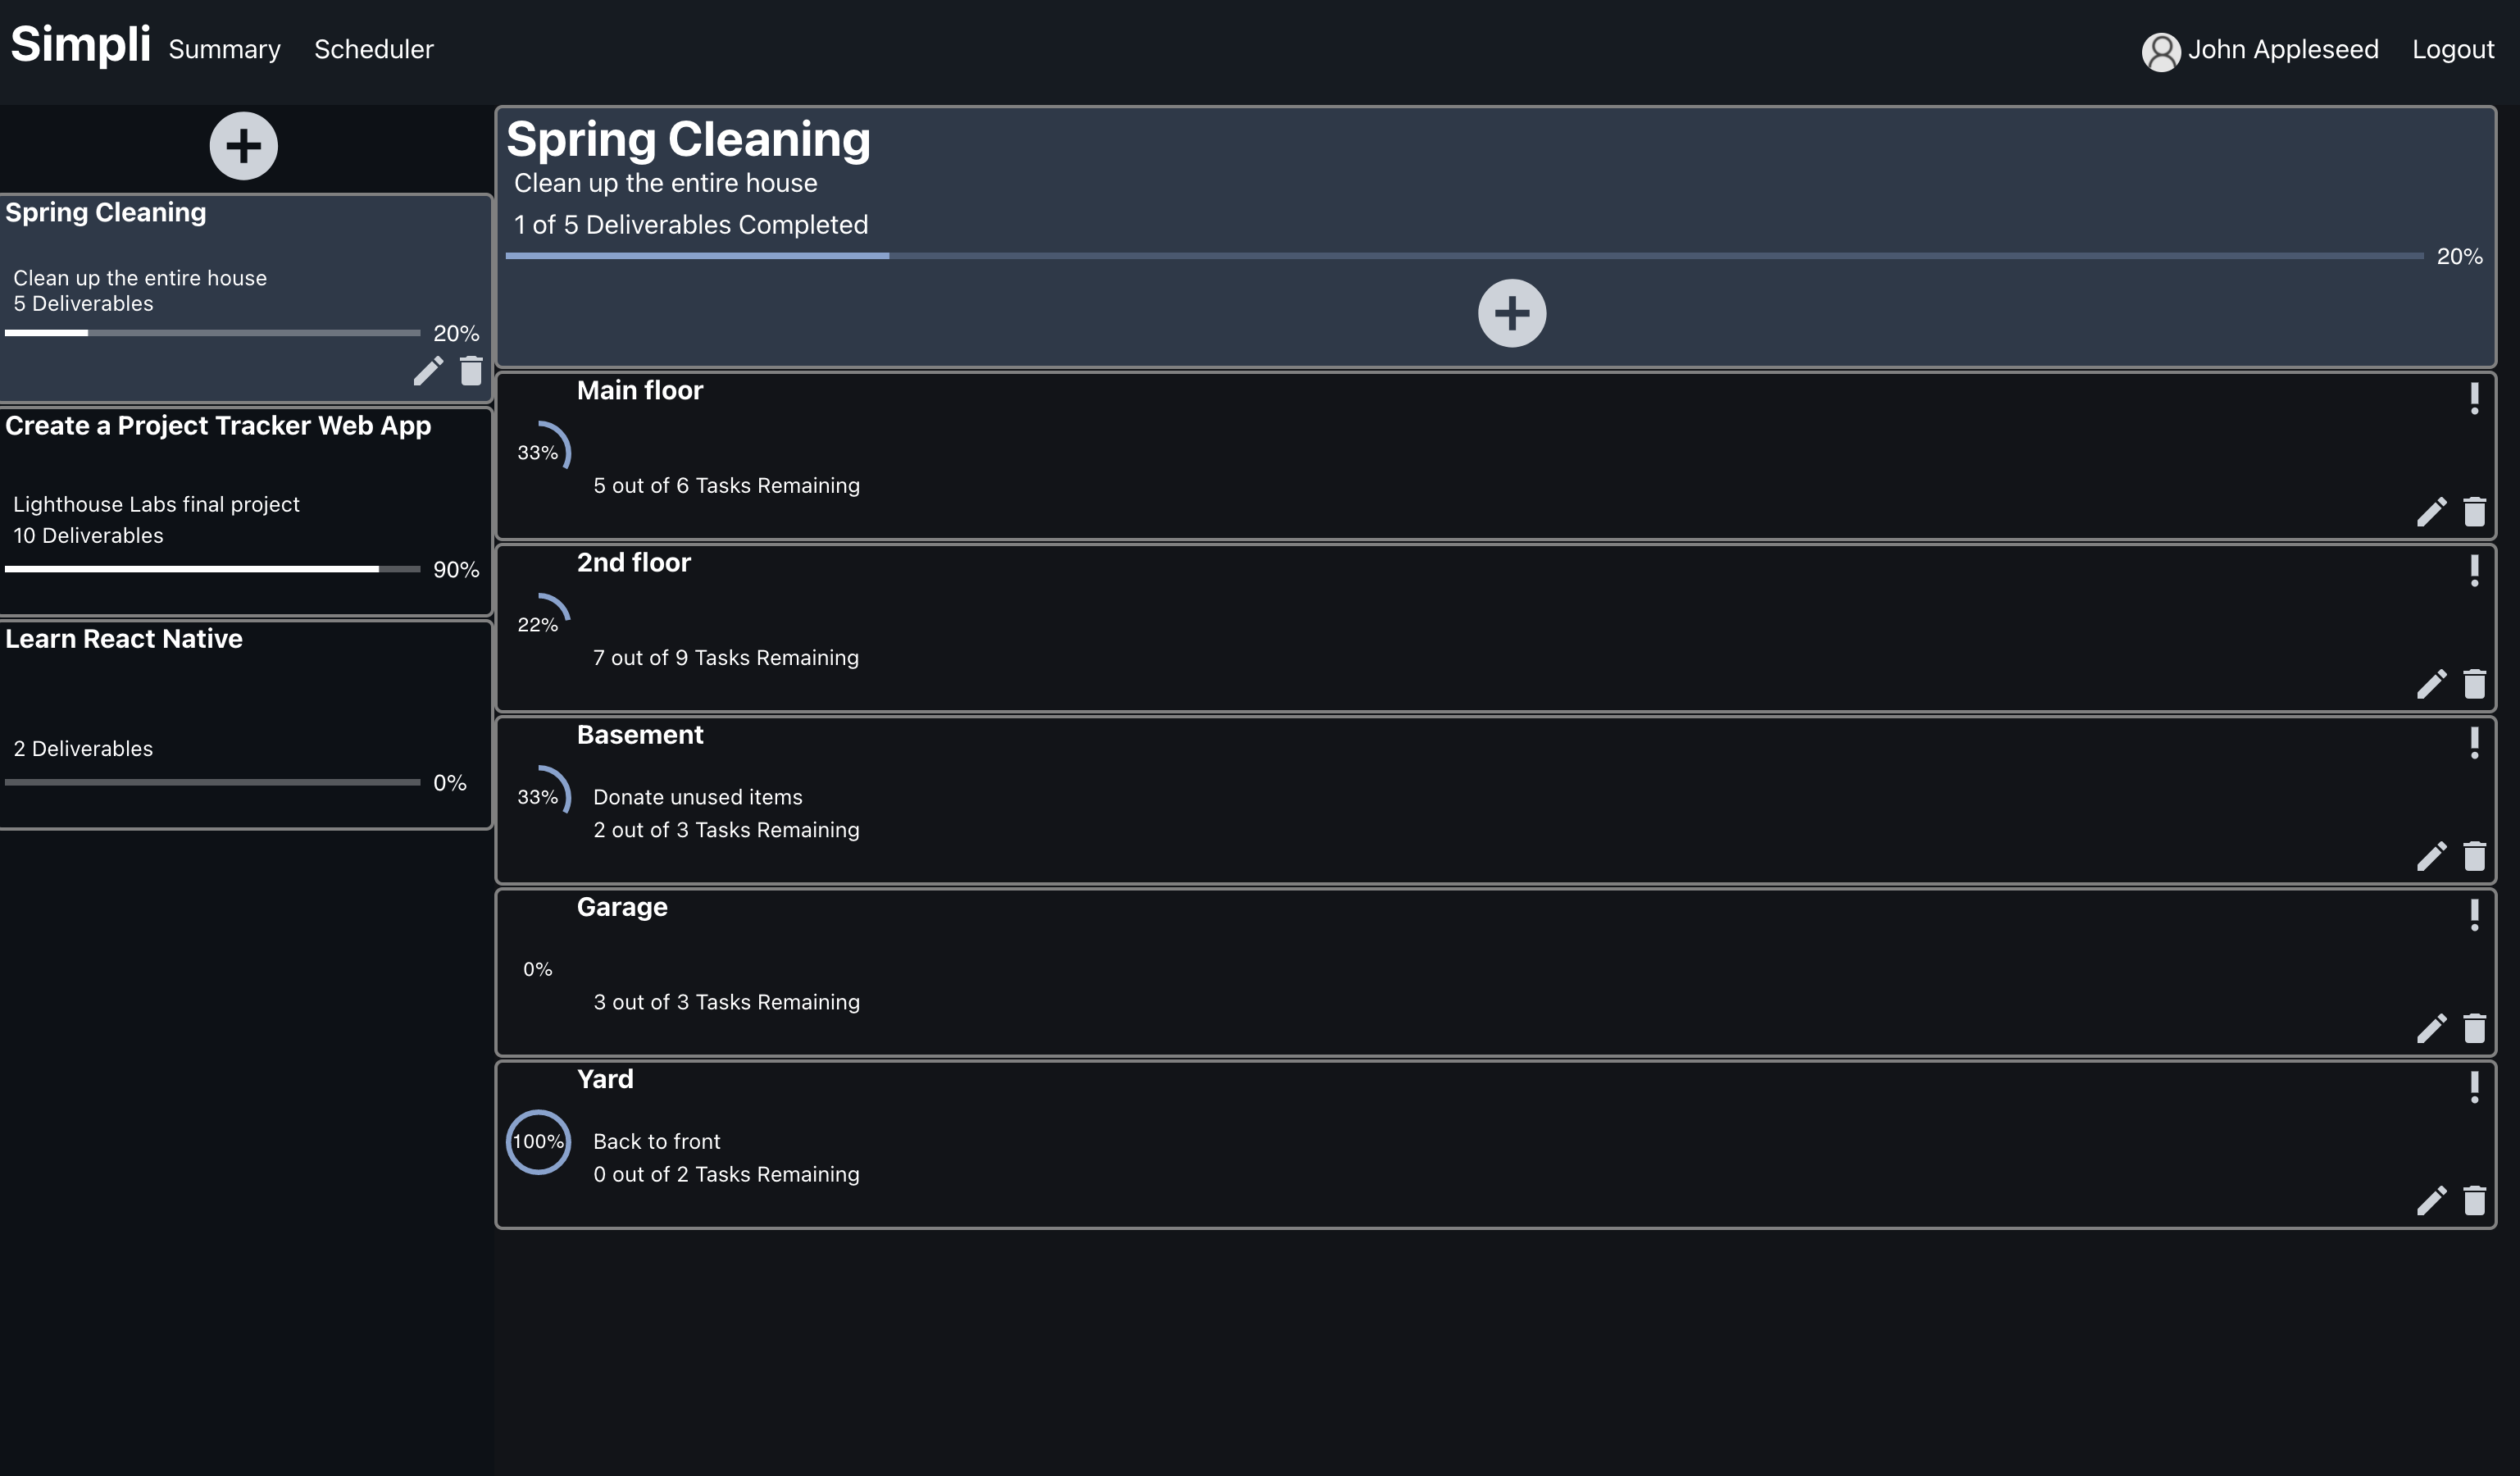 Simpli Summary Scheduler John Appleseed Logout
Spring Cleaning
Clean up the entire house
5 Deliverables
20%
Create a Project Tracker Web App
Lighthouse Labs final project
10 Deliverables
90%
Learn React Native
2 Deliverables
0%
Spring Cleaning
Clean up the entire house
1 of 5 Deliverables Completed
20%
Main floor
33%
5 out of 6 Tasks Remaining
2nd floor
22%
7 out of 9 Tasks Remaining
Basement
33% Donate unused items
2 out of 3 Tasks Remaining
Garage
0%
3 out of 3 Tasks Remaining
Yard
100% Back to front
0 out of 2 Tasks Remaining